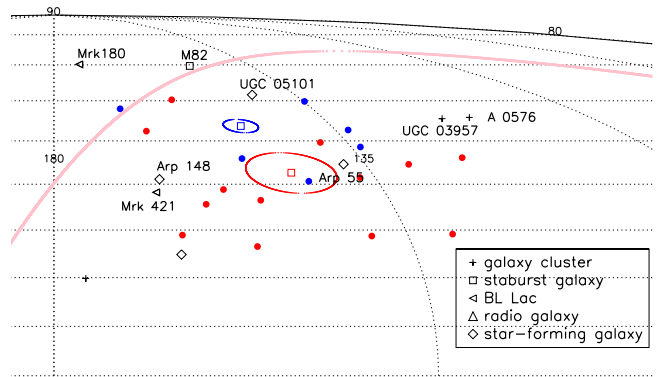 90
80
Mrk180
M82
UGC 05101
A 0576
UGC 03957
180
135
Arp 148
Arp 55
Mrk 421
galaxy cluster
staburst galaxy
BL Lac
radio galaxy
star-forming galaxy